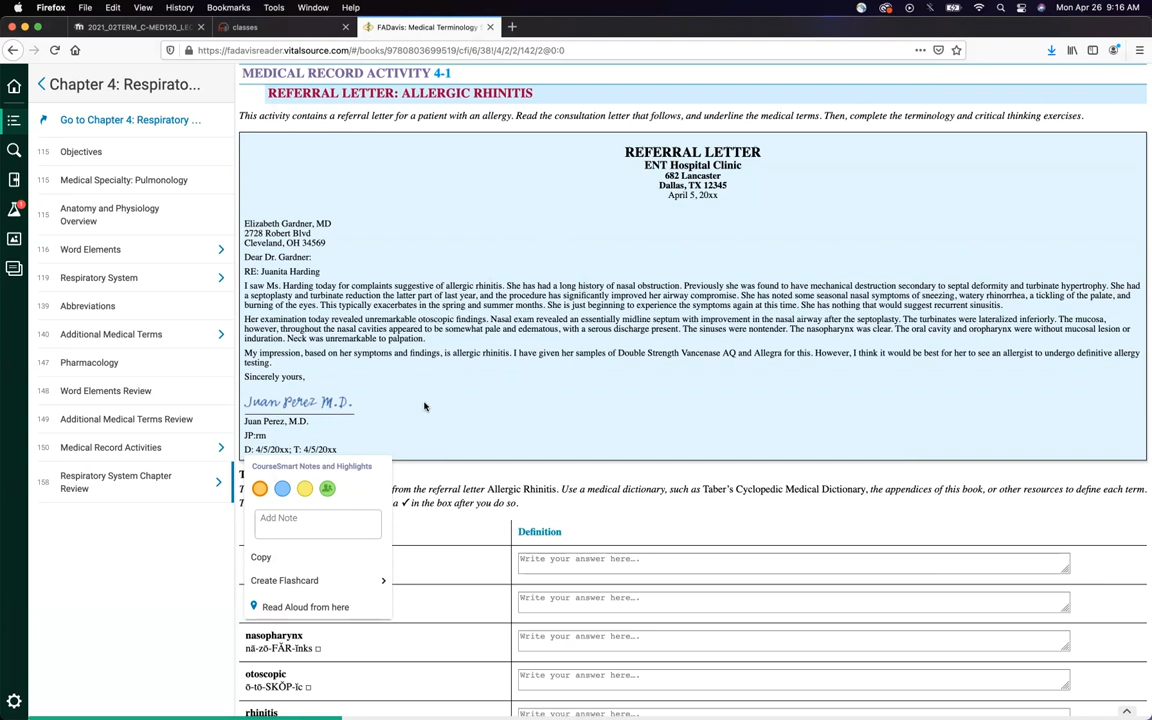 Firefox File Edit View History Bookmarks Tools Window Help Mon Apr 26 9:16 AM
2021_02TERM_C-MED120_LEC classes FADavis: Medical Terminology
https://fadavisreader.vitalsource.com/#/books/9780803699519/cfi/6/38!/4/2/2/142/2@0:0
Chapter 4: Respirato...
Go to Chapter 4: Respiratory ...
115 Objectives
115 Medical Specialty: Pulmonology
115 Anatomy and Physiology
Overview
116 Word Elements
119 Respiratory System
139 Abbreviations
140 Additional Medical Terms
147 Pharmacology
148 Word Elements Review
149 Additional Medical Terms Review
150 Medical Record Activities
158 Respiratory System Chapter
Review
MEDICAL RECORD ACTIVITY 4-1
REFERRAL LETTER: ALLERGIC RHINITIS
This activity contains a referral letter for a patient with an allergy. Read the consultation letter that follows, and underline the medical terms. Then, complete the terminology and critical thinking exercises.
REFERRAL LETTER
ENT Hospital Clinic
682 Lancaster
Dallas, TX 12345
April 5, 20xx
Elizabeth Gardner, MD
2728 Robert Blvd
Cleveland, OH 34569
Dear Dr. Gardner:
RE: Juanita Harding
I saw Ms. Harding today for complaints suggestive of allergic rhinitis. She has had a long history of nasal obstruction. Previously she was found to have mechanical destruction secondary to septal deformity and turbinate hypertrophy. She had
a septoplasty and turbinate reduction the latter part of last year, and the procedure has significantly improved her airway compromise. She has noted some seasonal nasal symptoms of sneezing, watery rhinorrhea, a tickling of the palate, and
burning of the eyes. This typically exacerbates in the spring and summer months. She is just beginning to experience the symptoms again at this time. She has nothing that would suggest recurrent sinusitis.
Her examination today revealed unremarkable otoscopic findings. Nasal exam revealed an essentially midline septum with improvement in the nasal airway after the septoplasty. The turbinates were lateralized inferiorly. The mucosa,
however, throughout the nasal cavities appeared to be somewhat pale and edematous, with a serous discharge present. The sinuses were nontender. The nasopharynx was clear. The oral cavity and oropharynx were without mucosal lesion or
induration. Neck was unremarkable to palpation.
My impression, based on her symptoms and findings, is allergic rhinitis. I have given her samples of Double Strength Vancenase AQ and Allegra for this. However, I think it would be best for her to see an allergist to undergo definitive allergy
testing.
Sincerely yours,
Juan Perez M.D.
Juan Perez, M.D.
JP:rm
D: 4/5/20xx; T: 4/5/20xx
CourseSmart Notes and Highlights
Add Note
Copy
Create Flashcard
Read Aloud from here
from the referral letter Allergic Rhinitis. Use a medical dictionary, such as Taber's Cyclopedic Medical Dictionary, the appendices of this book, or other resources to define each term.
a ✓ in the box after you do so.
Definition
Write your answer here...
Write your answer here...
nasopharynx
nā-zō-FĂR-ĭnks
Write your answer here...
otoscopic
ō-tō-SKŎP-ĭc
Write your answer here...
rhinitis
Write your answer here...